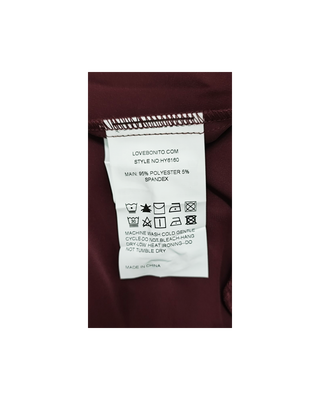 LOVEBONITO.COM
STYLE NO HY6160
MAIN: 95% POLYESTER 5%
SPANDEX
MACHINE WASH COLD GENTLE
CYCLE-DO NOT BLEACH-HANG
DRY-LOW HEAT IRONING-DO
NOT TUMBLE DRY
MADE IN CHINA